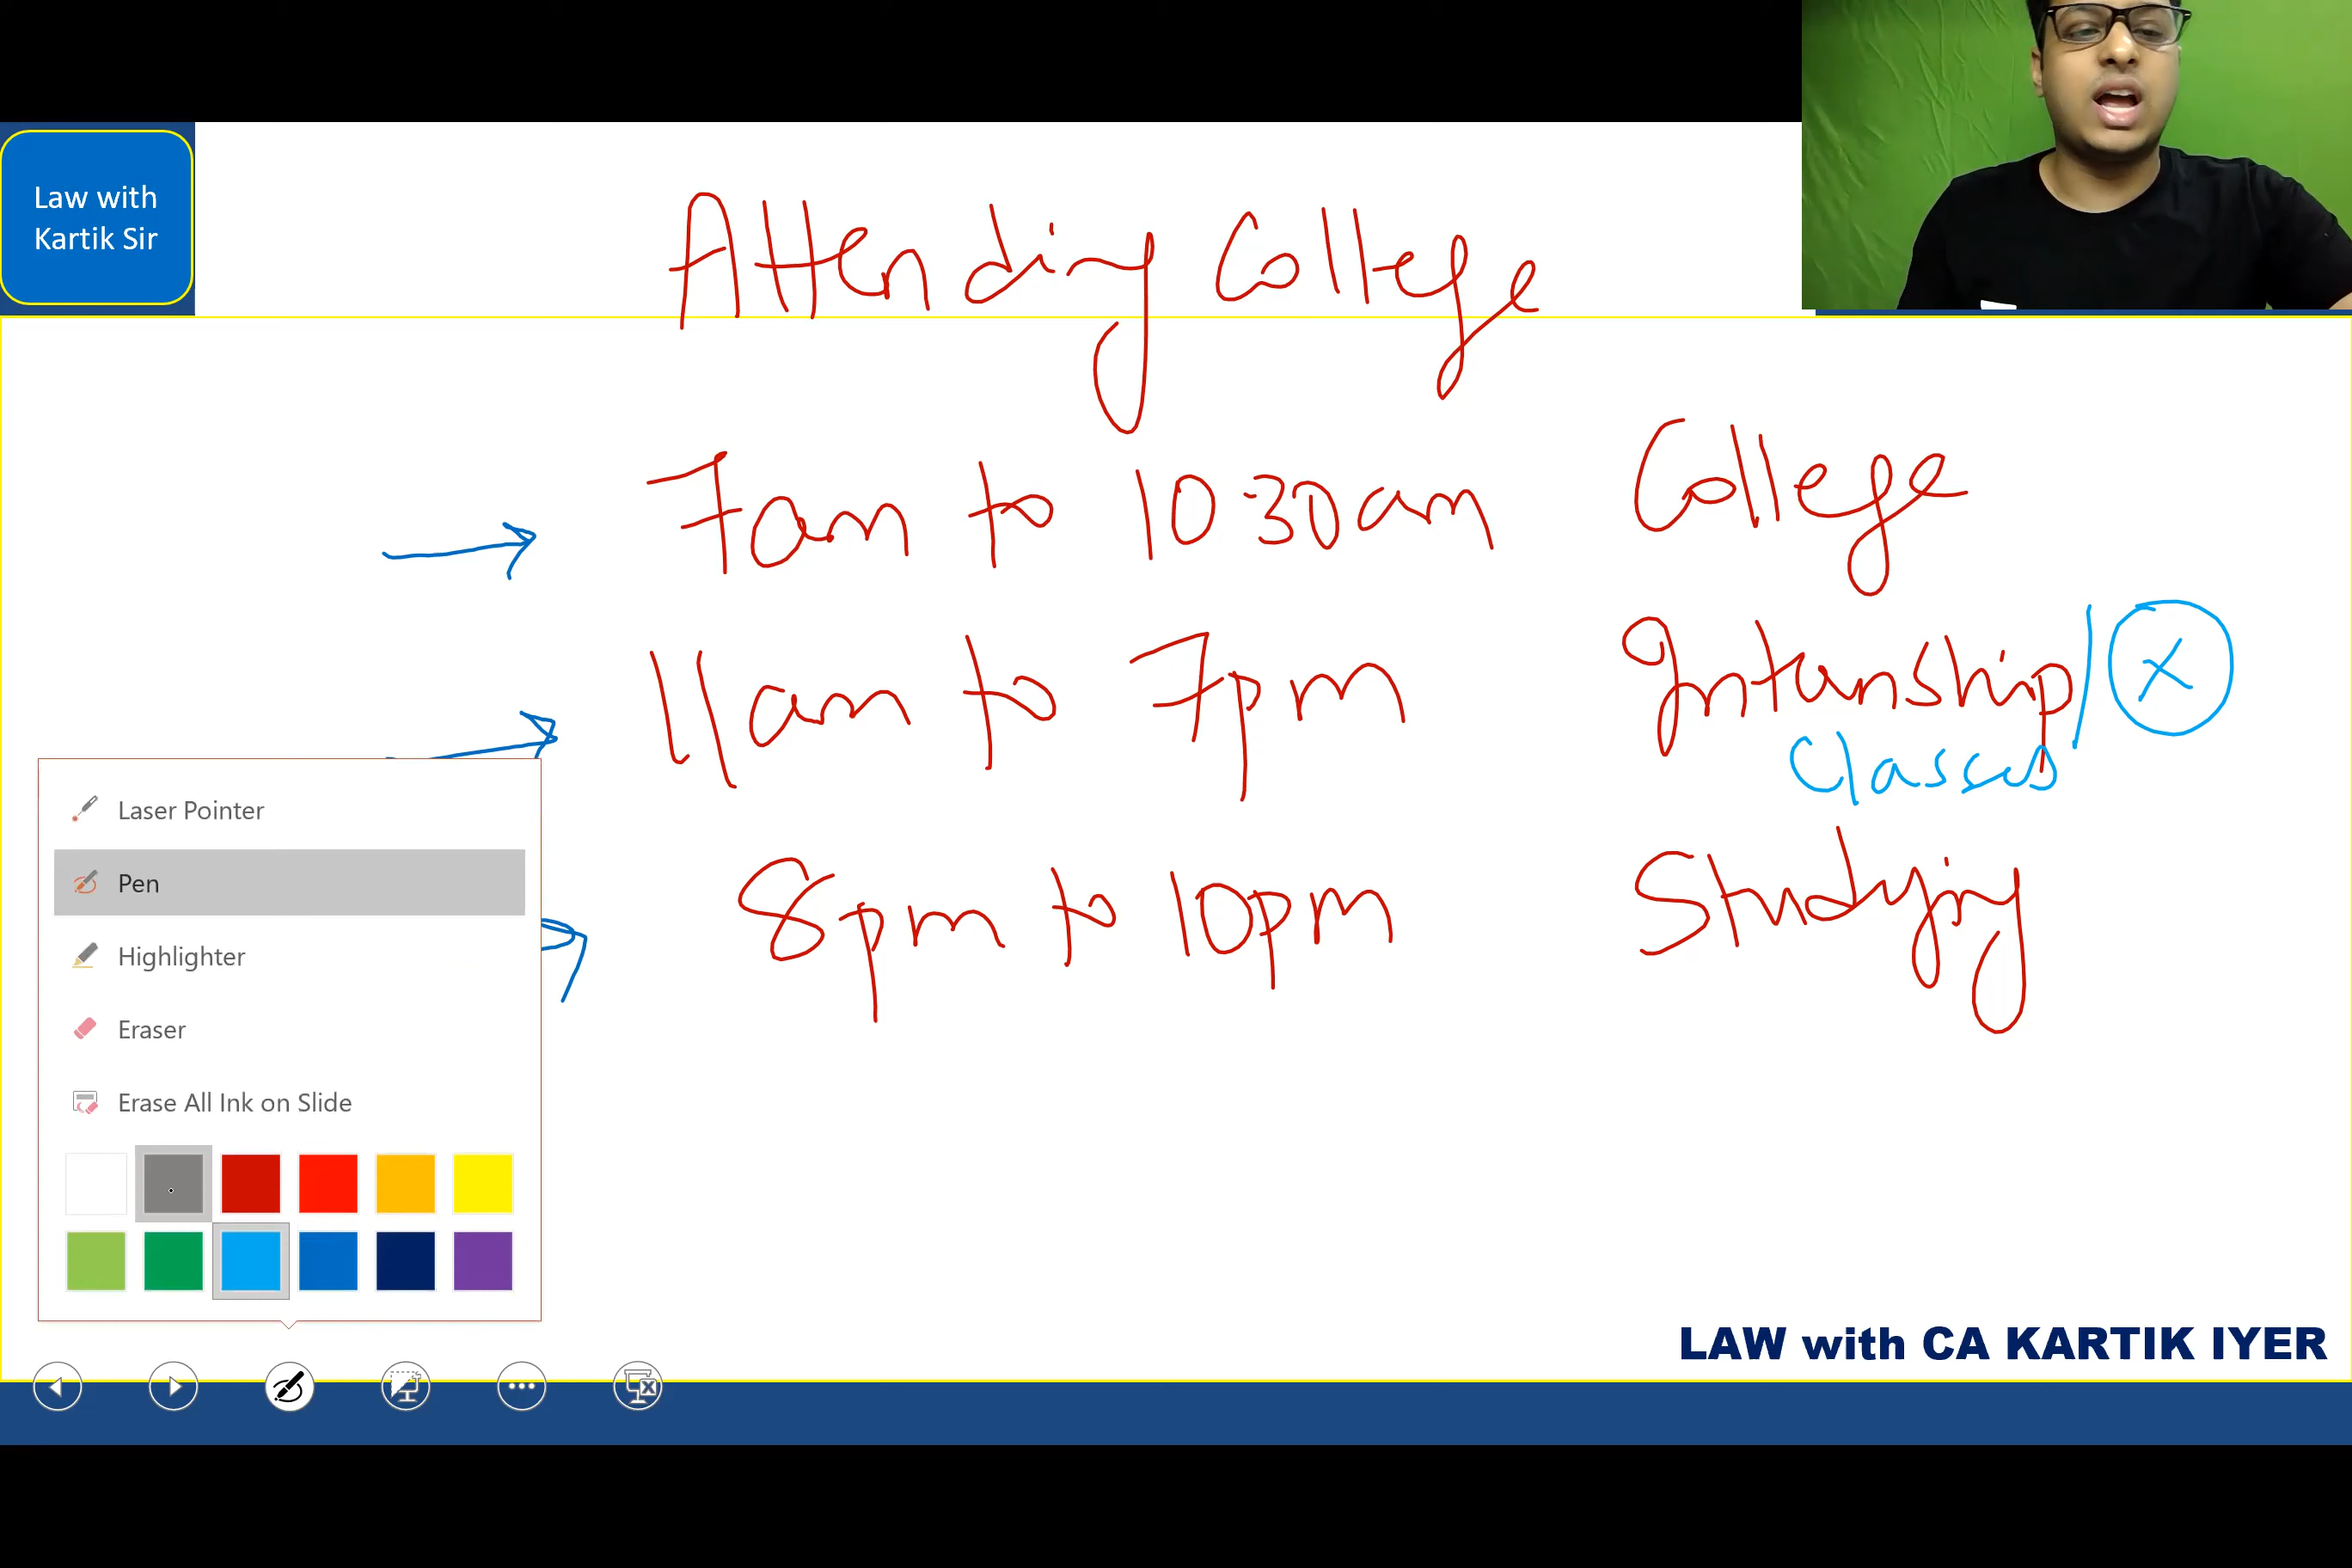 Law with
Kartik Sir
Attending College
7am to 10.30am College
11am to 7pm Internship / X
Classes
8pm to 10pm Studying
Laser Pointer
Pen
Highlighter
Eraser
Erase All Ink on Slide
LAW with CA KARTIK IYER